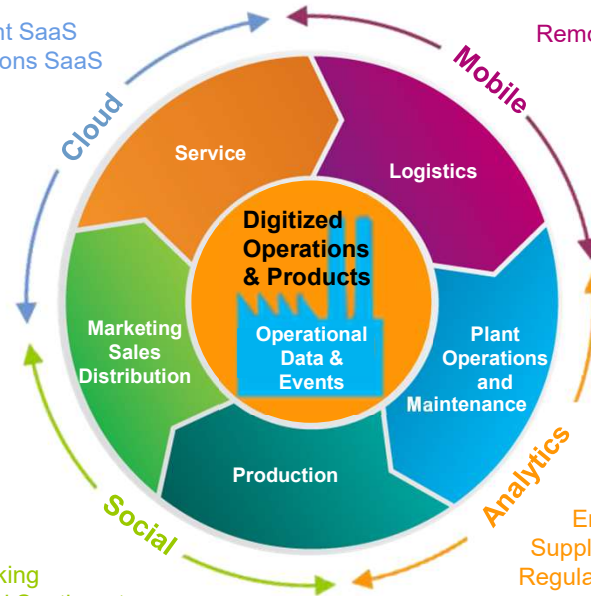 nt SaaS
ons SaaS
Remo
Cloud
Mobile
Service
Logistics
Digitized
Operations
& Products
Operational
Data &
Events
Marketing
Sales
Distribution
Plant
Operations
and
Maintenance
Production
Social
Analytics
king
En
Suppl
Regula